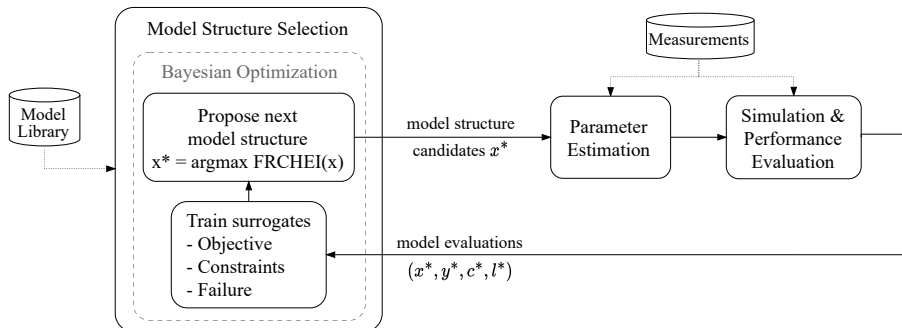 Model Structure Selection
Bayesian Optimization
Model
Library
Propose next
model structure
x* = argmax FRCHEI(x)
Train surrogates
- Objective
- Constraints
- Failure
model structure
candidates x*
Measurements
Parameter
Estimation
Simulation &
Performance
Evaluation
model evaluations
(x*, y*, c*, l*)